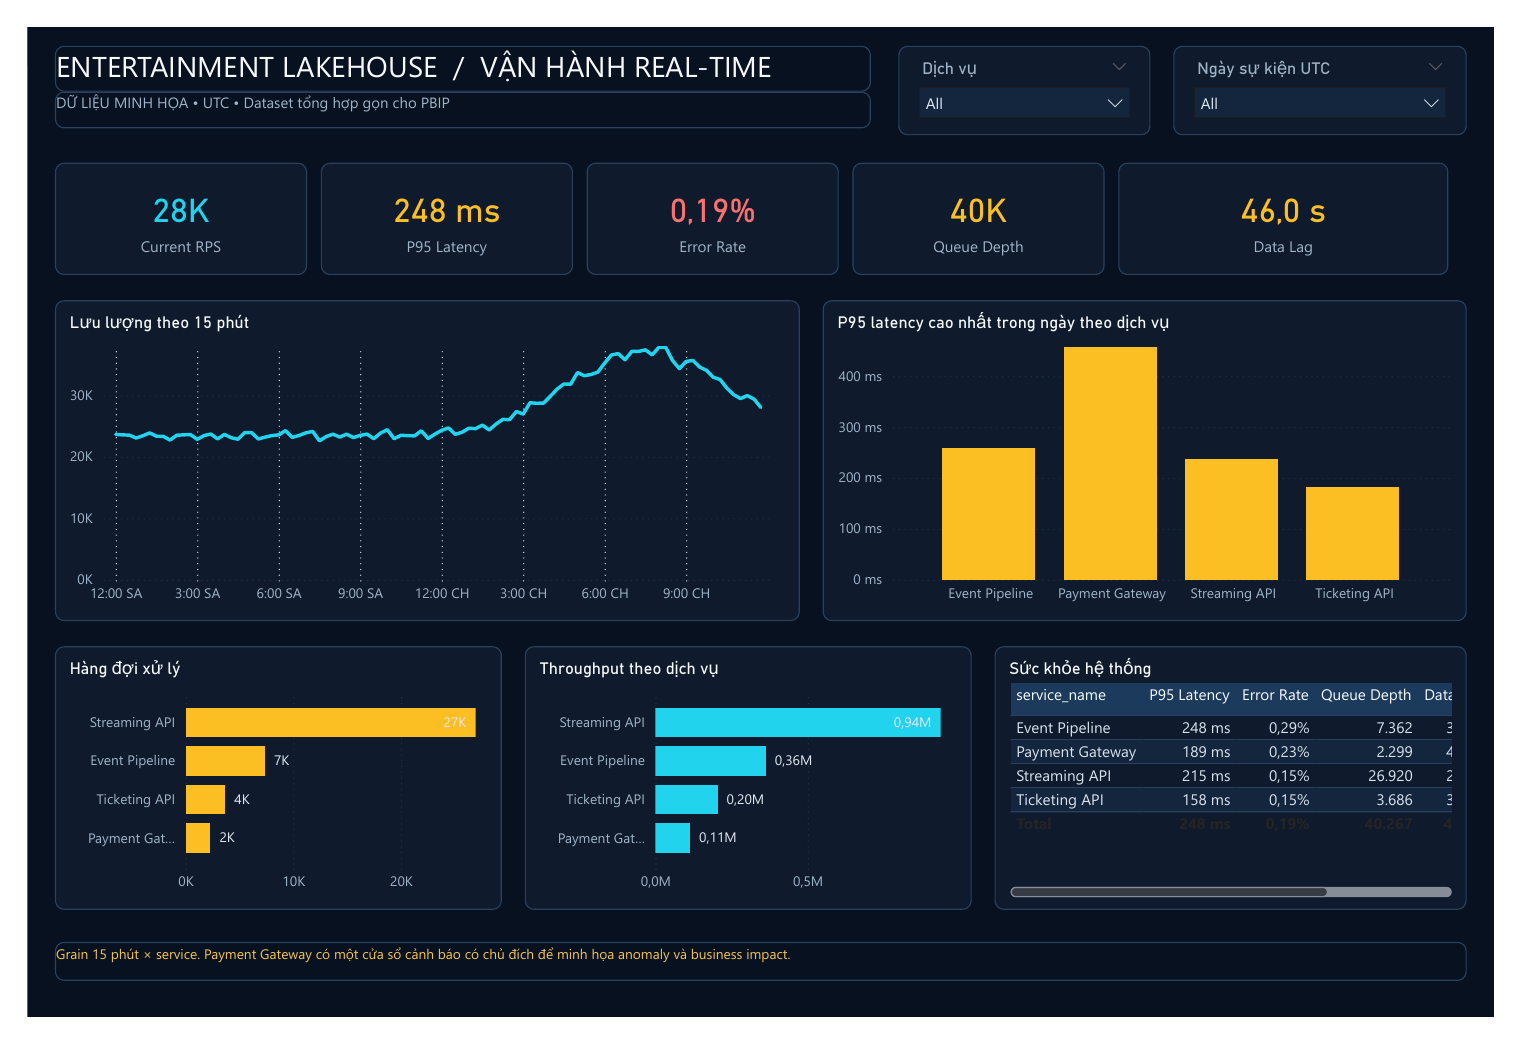 ENTERTAINMENT LAKEHOUSE / VẬN HÀNH REAL-TIME
DỮ LIỆU MINH HỌA • UTC • Dataset tổng hợp gọn cho PBIP
Dịch vụ
All
Ngày sự kiện UTC
All
28K
Current RPS
248 ms
P95 Latency
0,19%
Error Rate
40K
Queue Depth
46,0 s
Data Lag
Lưu lượng theo 15 phút
30K
20K
10K
0K
12:00 SA 3:00 SA 6:00 SA 9:00 SA 12:00 CH 3:00 CH 6:00 CH 9:00 CH
P95 latency cao nhất trong ngày theo dịch vụ
400 ms
300 ms
200 ms
100 ms
0 ms
Event Pipeline Payment Gateway Streaming API Ticketing API
Hàng đợi xử lý
Streaming API 27K
Event Pipeline 7K
Ticketing API 4K
Payment Gat... 2K
0K 10K 20K
Throughput theo dịch vụ
Streaming API 0,94M
Event Pipeline 0,36M
Ticketing API 0,20M
Payment Gat... 0,11M
0,0M 0,5M
Sức khỏe hệ thống
service_name P95 Latency Error Rate Queue Depth Data
Event Pipeline 248 ms 0,29% 7.362 3
Payment Gateway 189 ms 0,23% 2.299 4
Streaming API 215 ms 0,15% 26.920 2
Ticketing API 158 ms 0,15% 3.686 3
Total 248 ms 0,19% 40.267 4
Grain 15 phút × service. Payment Gateway có một cửa sổ cảnh báo có chủ đích để minh họa anomaly và business impact.